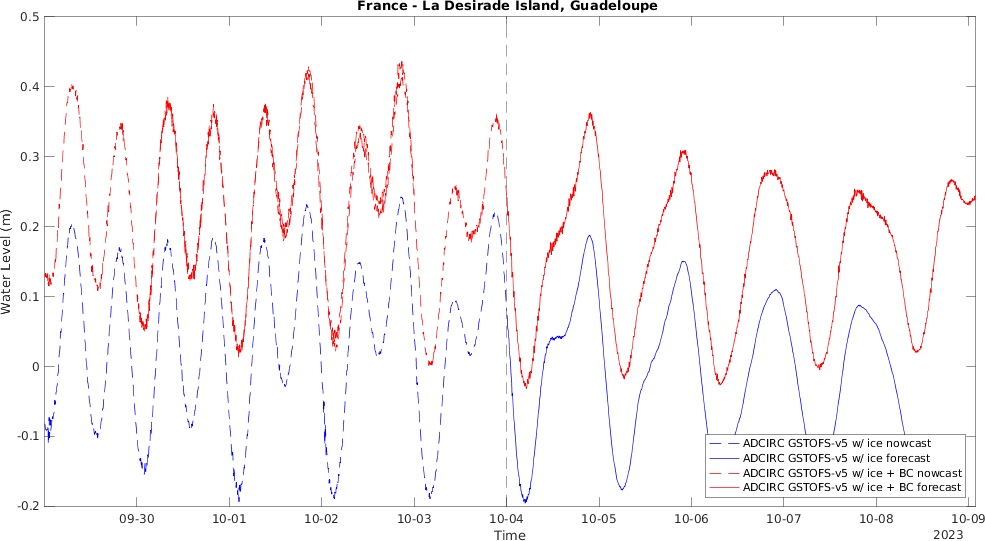 France - La Desirade Island, Guadeloupe
0.5
0.4
0.3
0.2
0.1
0
-0.1
-0.2
Water Level (m)
ADCIRC GSTOFS-v5 w/ ice nowcast
ADCIRC GSTOFS-v5 w/ ice forecast
ADCIRC GSTOFS-v5 w/ ice + BC nowcast
ADCIRC GSTOFS-v5 w/ ice + BC forecast
09-30 10-01 10-02 10-03 10-04 10-05 10-06 10-07 10-08 10-09
Time
2023